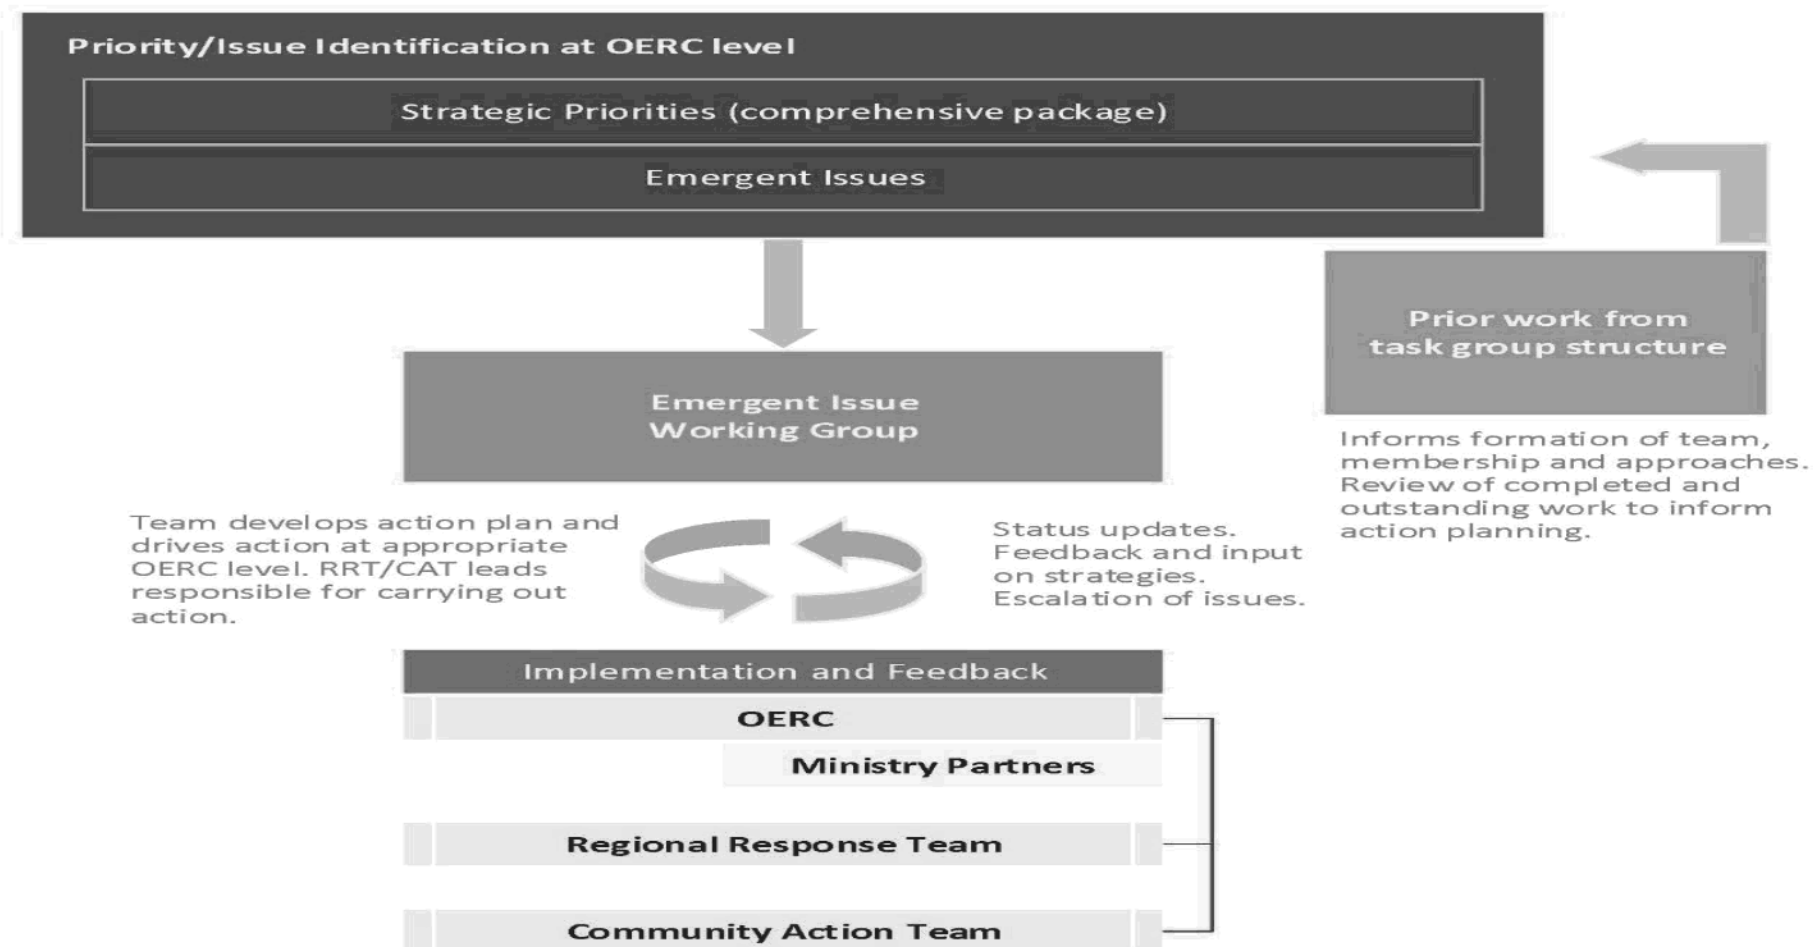 Priority/Issue Identification at OERC level
Strategic Priorities (comprehensive package)
Emergent Issues
Prior work from
task group structure
Informs formation of team,
membership and approaches.
Review of completed and
outstanding work to inform
action planning.
Emergent Issue
Working Group
Team develops action plan and
drives action at appropriate
OERC level. RRT/CAT leads
responsible for carrying out
action.
Status updates.
Feedback and input
on strategies.
Escalation of issues.
Implementation and Feedback
OERC
Ministry Partners
Regional Response Team
Community Action Team